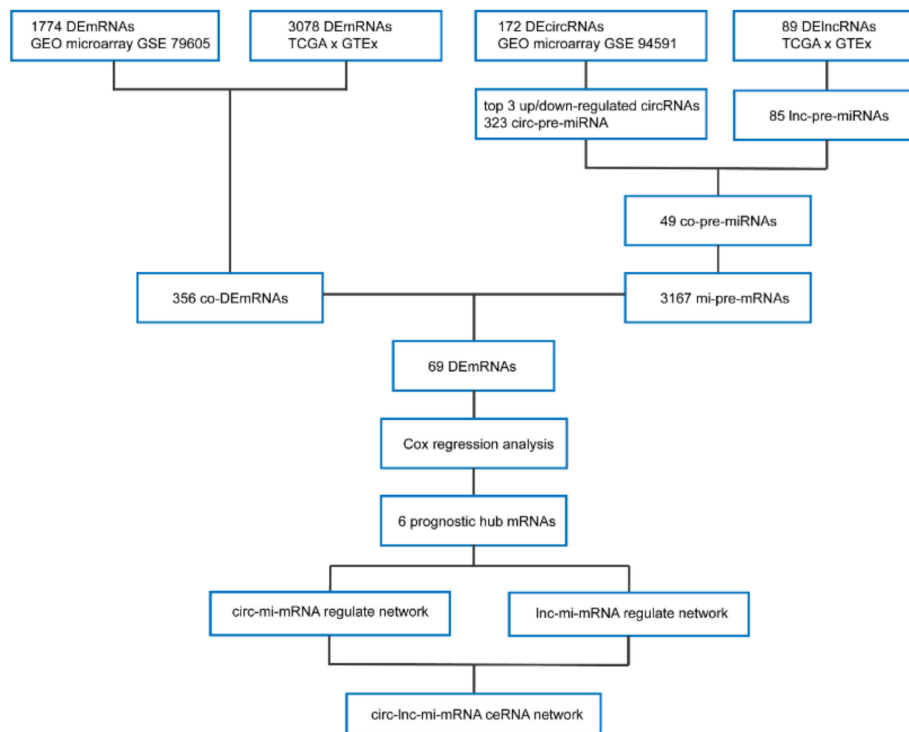 1774 DEmRNAs
GEO microarray GSE 79605
3078 DEmRNAs
TCGA x GTEx
172 DEcircRNAs
GEO microarray GSE 94591
89 DElncRNAs
TCGA x GTEx
top 3 up/down-regulated circRNAs
323 circ-pre-miRNA
85 lnc-pre-miRNAs
49 co-pre-miRNAs
356 co-DEmRNAs
3167 mi-pre-mRNAs
69 DEmRNAs
Cox regression analysis
6 prognostic hub mRNAs
circ-mi-mRNA regulate network
lnc-mi-mRNA regulate network
circ-lnc-mi-mRNA ceRNA network